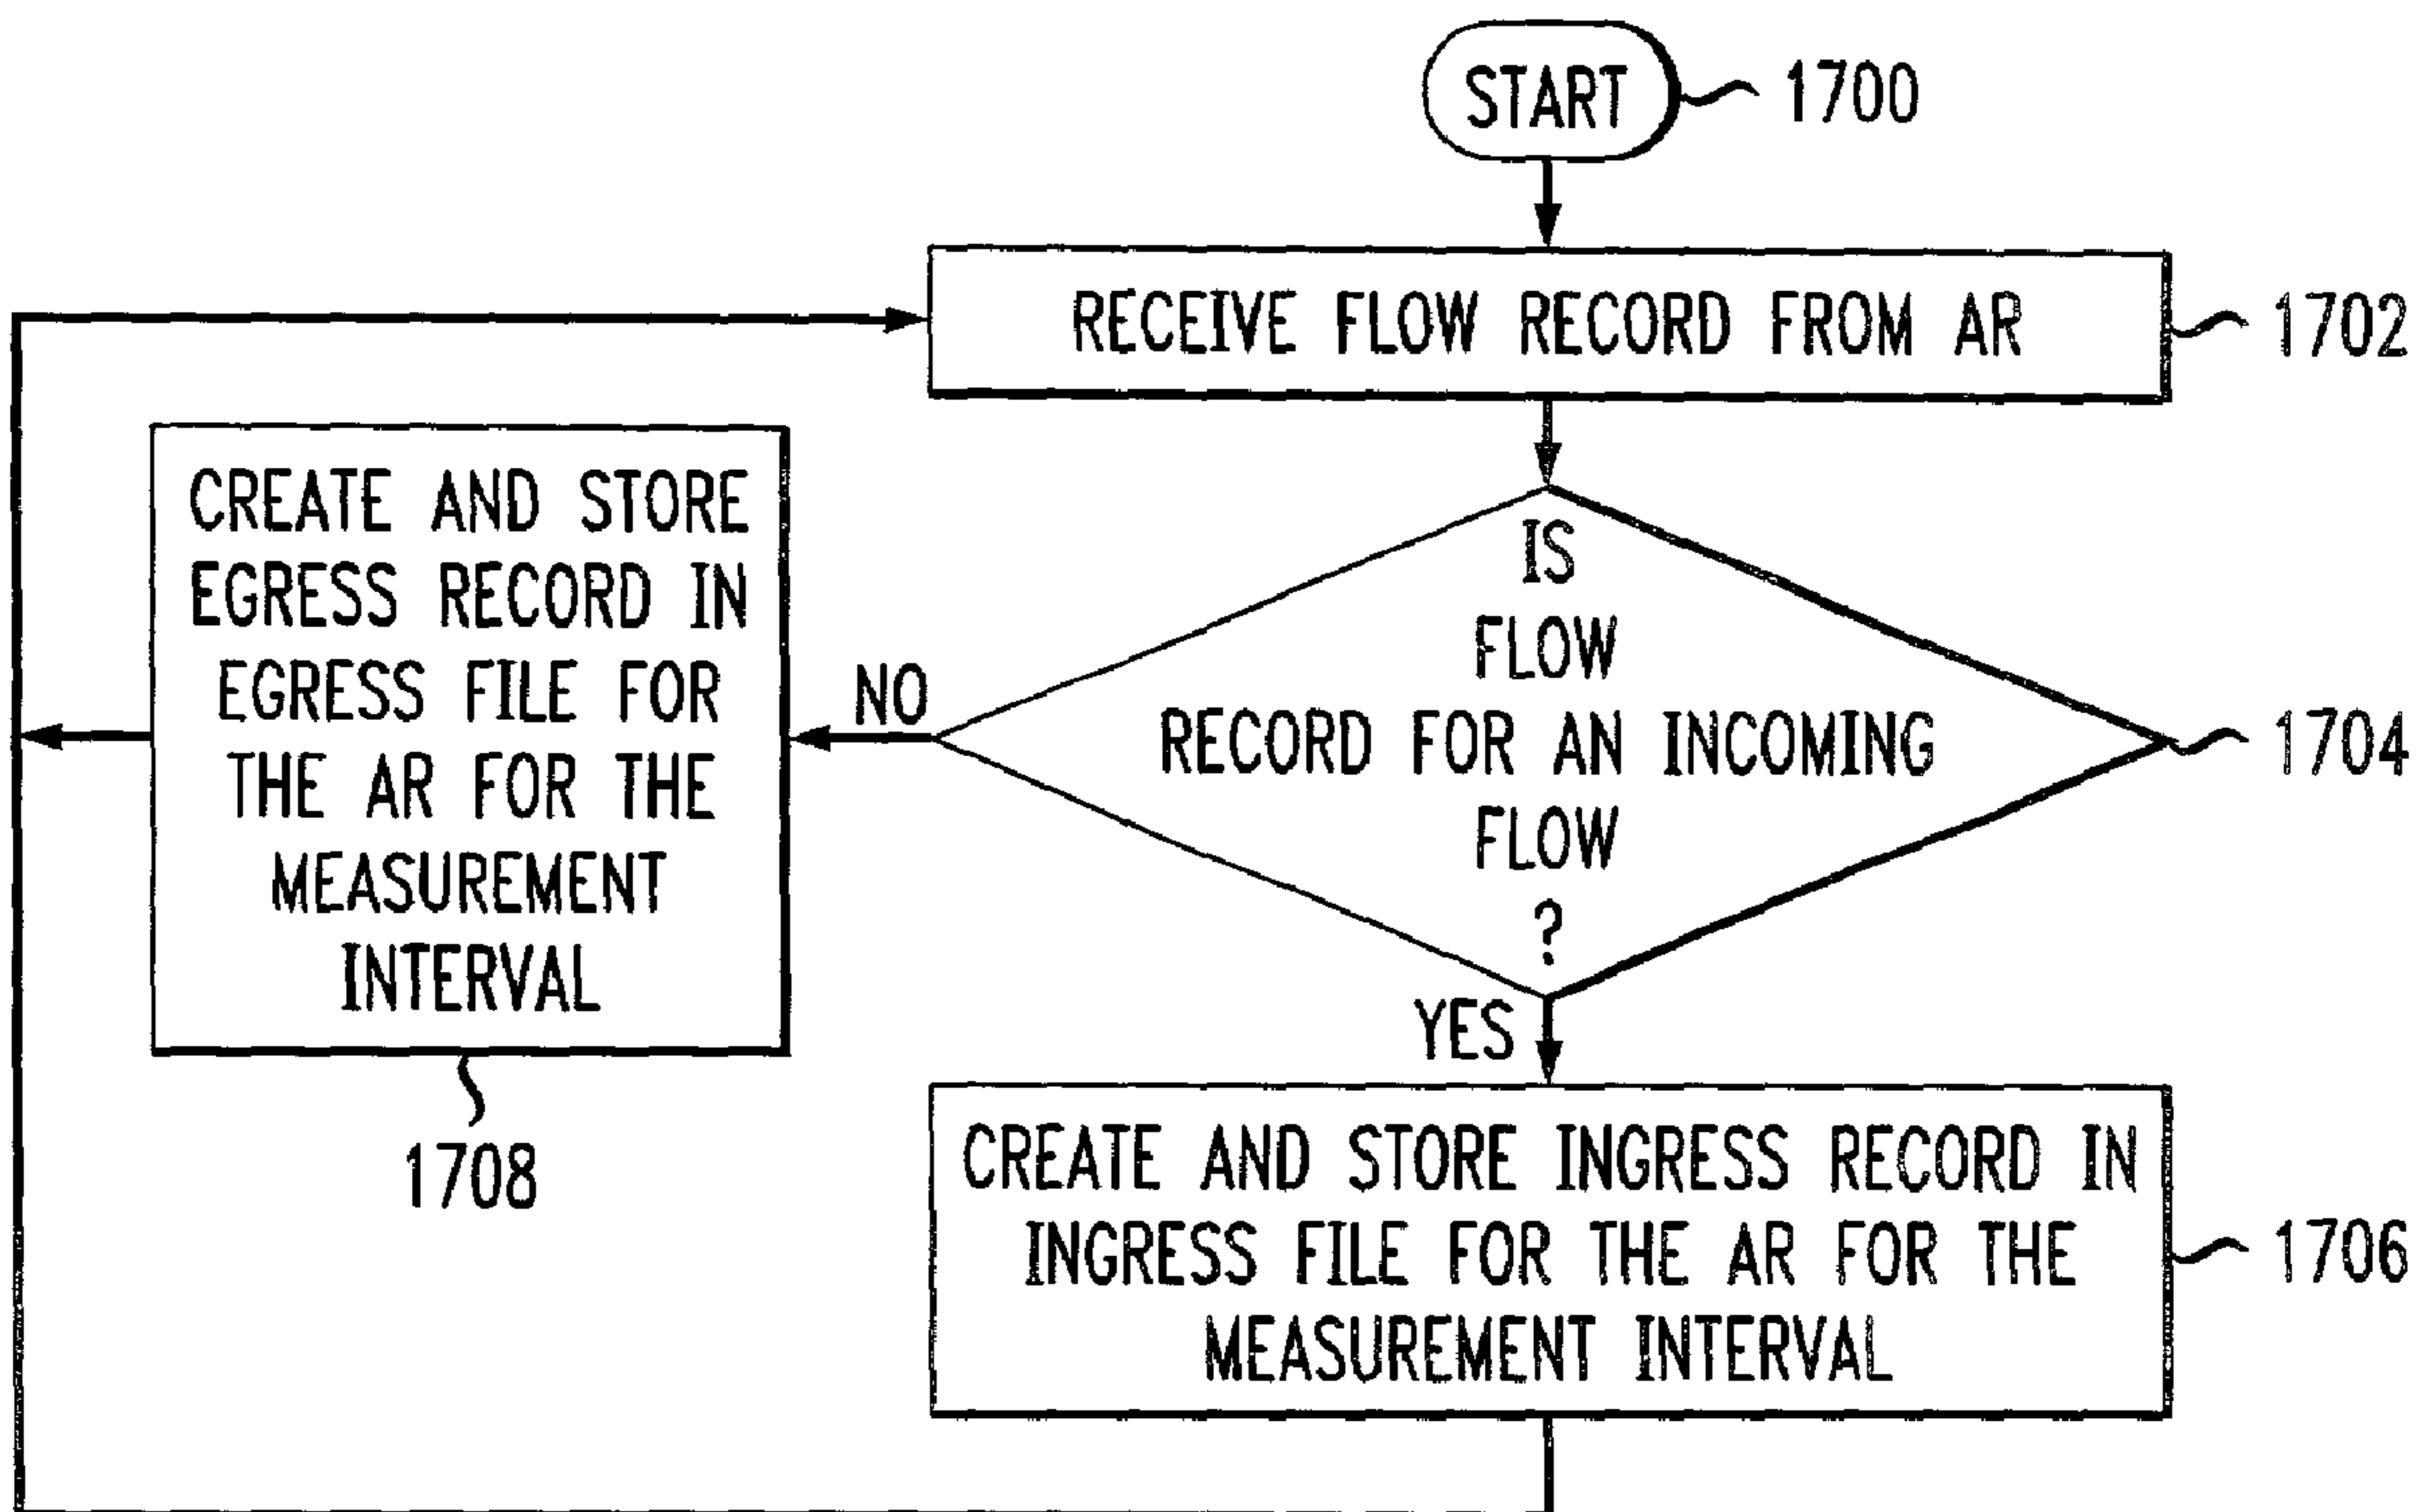 START
1700
RECEIVE FLOW RECORD FROM AR
1702
IS
FLOW
RECORD FOR AN INCOMING
FLOW
?
1704
NO
YES
CREATE AND STORE
EGRESS RECORD IN
EGRESS FILE FOR
THE AR FOR THE
MEASUREMENT
INTERVAL
1708
CREATE AND STORE INGRESS RECORD IN
INGRESS FILE FOR THE AR FOR THE
MEASUREMENT INTERVAL
1706